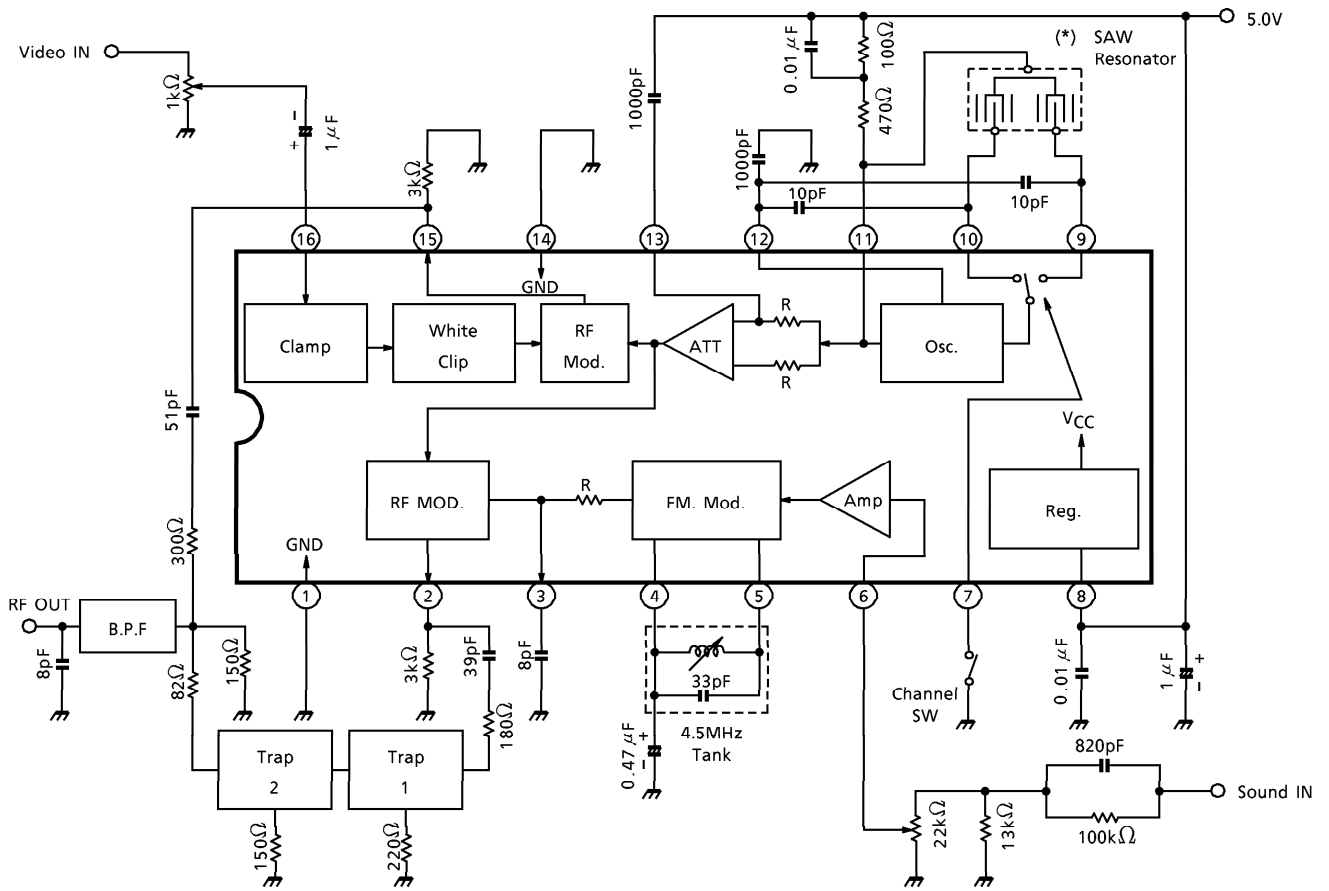 5.0V
(*) SAW
Resonator
Video IN
1kΩ
-
+
1μF
1000pF
0.01μF
100Ω
470Ω
3kΩ
1000pF
10pF
10pF
16
15
14
13
12
11
10
9
GND
Clamp
White
Clip
RF
Mod.
ATT
R
R
Osc.
51pF
VCC
RF MOD.
R
FM. Mod.
Amp
Reg.
300Ω
GND
1
2
3
4
5
6
7
8
RF OUT
B.P.F
8pF
82Ω
150Ω
3kΩ
39pF
8pF
33pF
0.01μF
1μF
+
-
180Ω
Channel
SW
4.5MHz
Tank
0.47μF
+
-
Trap
2
Trap
1
820pF
Sound IN
150Ω
220Ω
22kΩ
13kΩ
100kΩ